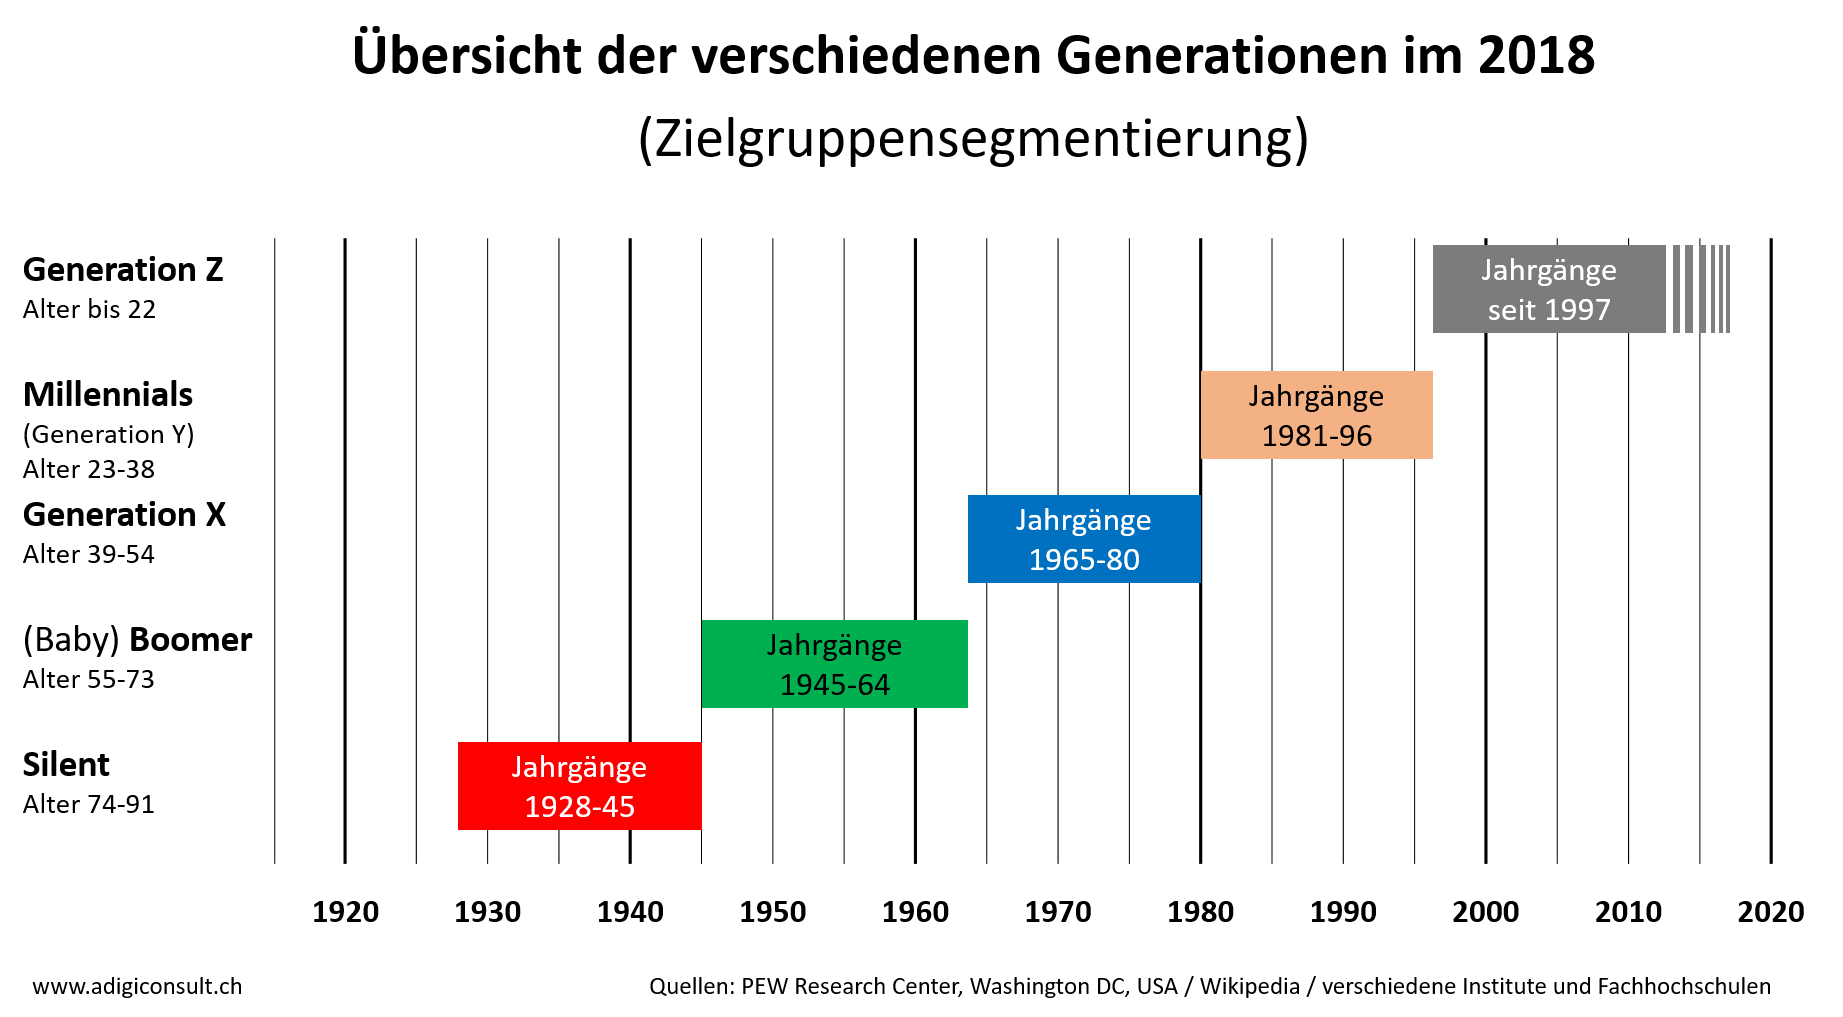 Übersicht der verschiedenen Generationen im 2018
(Zielgruppensegmentierung)
Generation Z
Alter bis 22
Jahrgänge
seit 1997
Millennials
(Generation Y)
Alter 23-38
Jahrgänge
1981-96
Generation X
Alter 39-54
Jahrgänge
1965-80
(Baby) Boomer
Alter 55-73
Jahrgänge
1945-64
Silent
Alter 74-91
Jahrgänge
1928-45
1920 1930 1940 1950 1960 1970 1980 1990 2000 2010 2020
www.adigiconsult.ch
Quellen: PEW Research Center, Washington DC, USA / Wikipedia / verschiedene Institute und Fachhochschulen